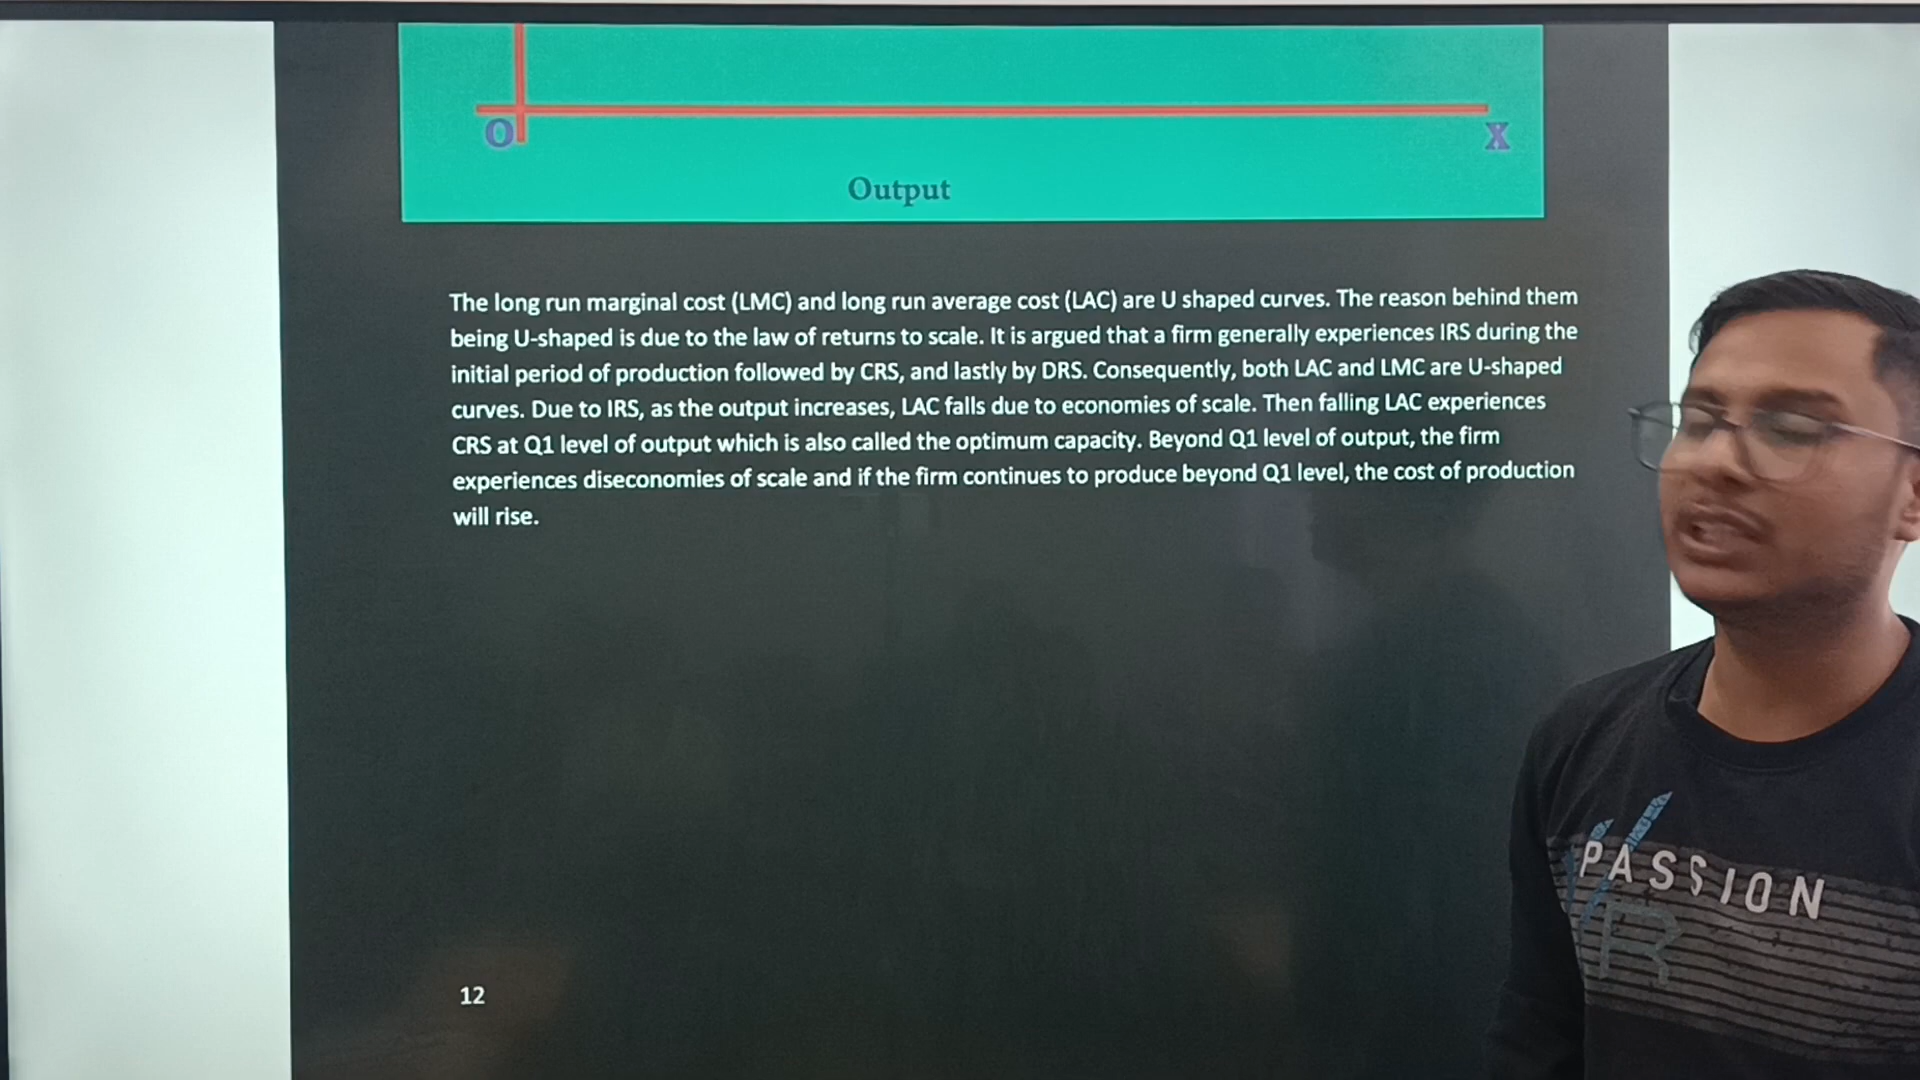 O
X
Output
The long run marginal cost (LMC) and long run average cost (LAC) are U shaped curves. The reason behind them
being U-shaped is due to the law of returns to scale. It is argued that a firm generally experiences IRS during the
initial period of production followed by CRS, and lastly by DRS. Consequently, both LAC and LMC are U-shaped
curves. Due to IRS, as the output increases, LAC falls due to economies of scale. Then falling LAC experiences
CRS at Q1 level of output which is also called the optimum capacity. Beyond Q1 level of output, the firm
experiences diseconomies of scale and if the firm continues to produce beyond Q1 level, the cost of production
will rise.
PASSION
R
12